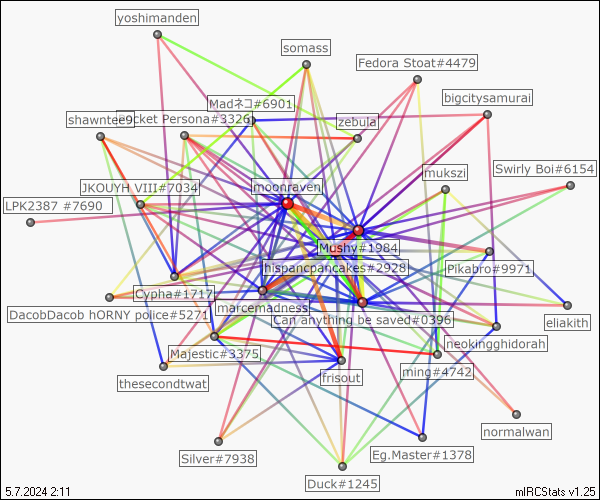 yoshimanden
somass
Fedora Stoat#4479
bigcitysamurai
Madネコ#6901
shawntee9
ocket Persona#3326
zebula
mukszi
Swirly Boi#6154
JKOUYH VIII#7034
moonraven
LPK2387 #7690
Mushy#1984
hispancpancakes#2928
Pikabro#9971
Cypha#1717
marcemadness
DacobDacob hORNY police#5271
Can anything be saved#0396
eliakith
neokingghidorah
Majestic#3375
frisout
ming#4742
thesecondtwat
normalwan
Silver#7938
Eg.Master#1378
Duck#1245
5.7.2024 2:11
mIRCStats v1.25